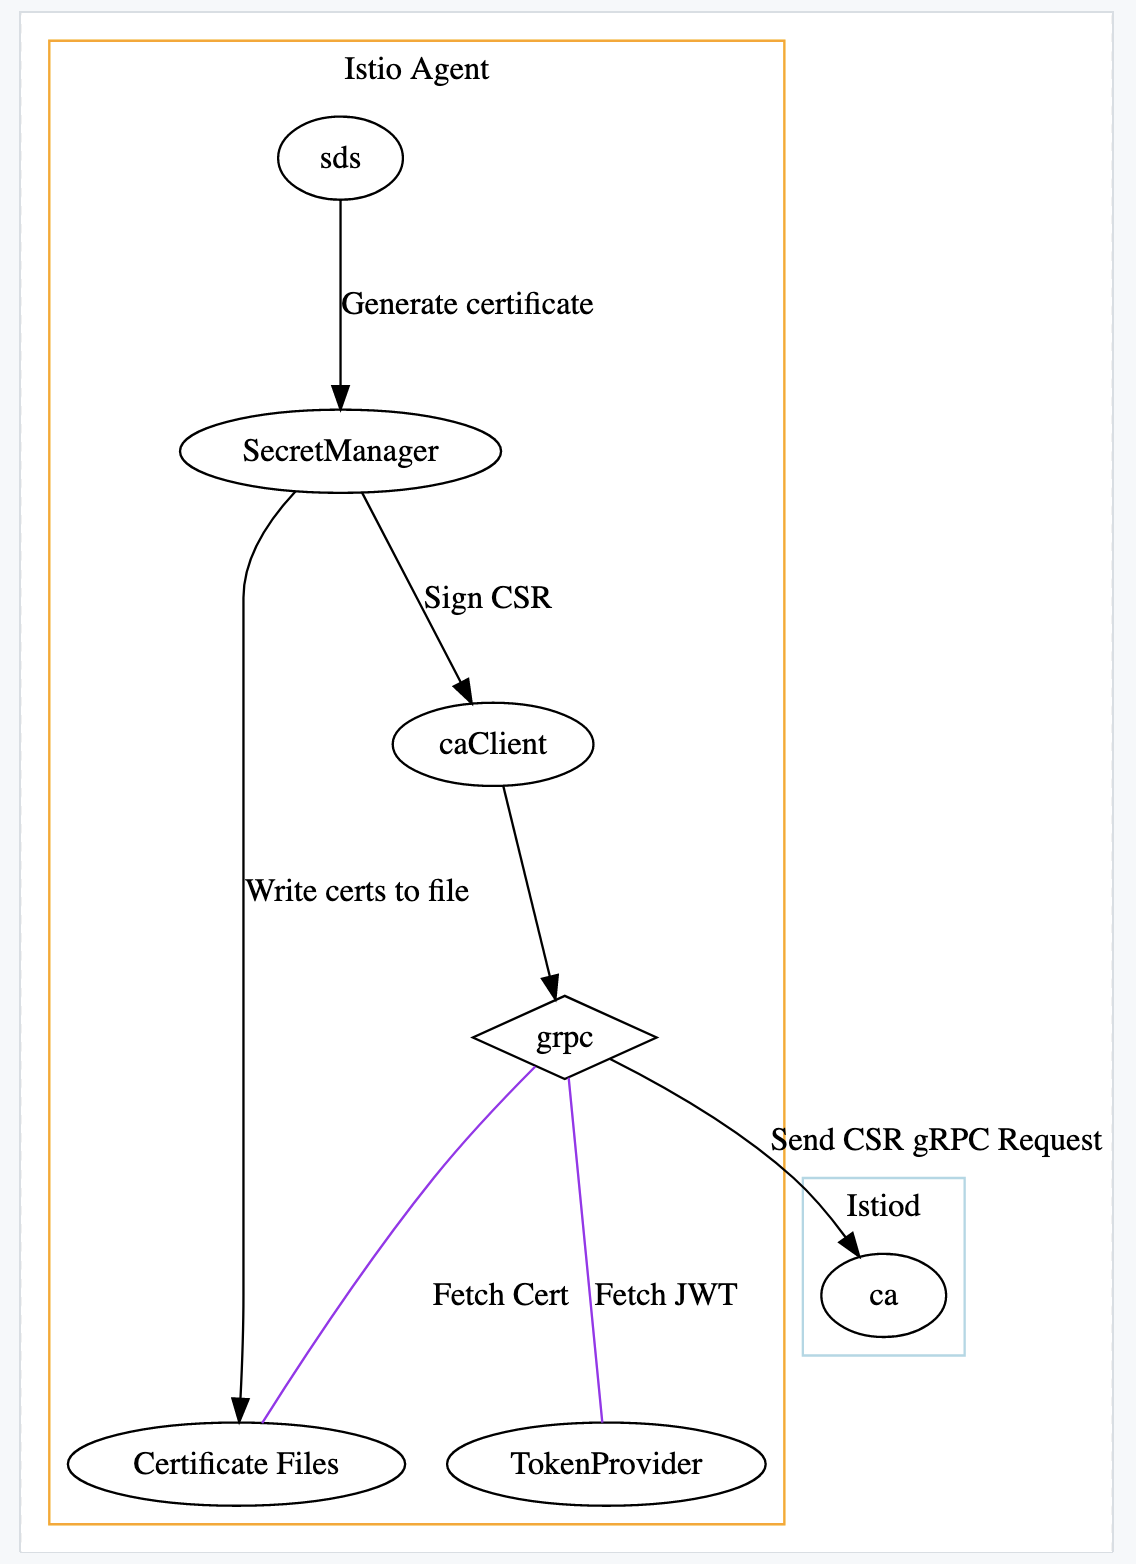 Istio Agent
sds
Generate certificate
SecretManager
Sign CSR
caClient
Write certs to file
grpc
Send CSR gRPC Request
Istiod
Fetch Cert
Fetch JWT
ca
Certificate Files
TokenProvider